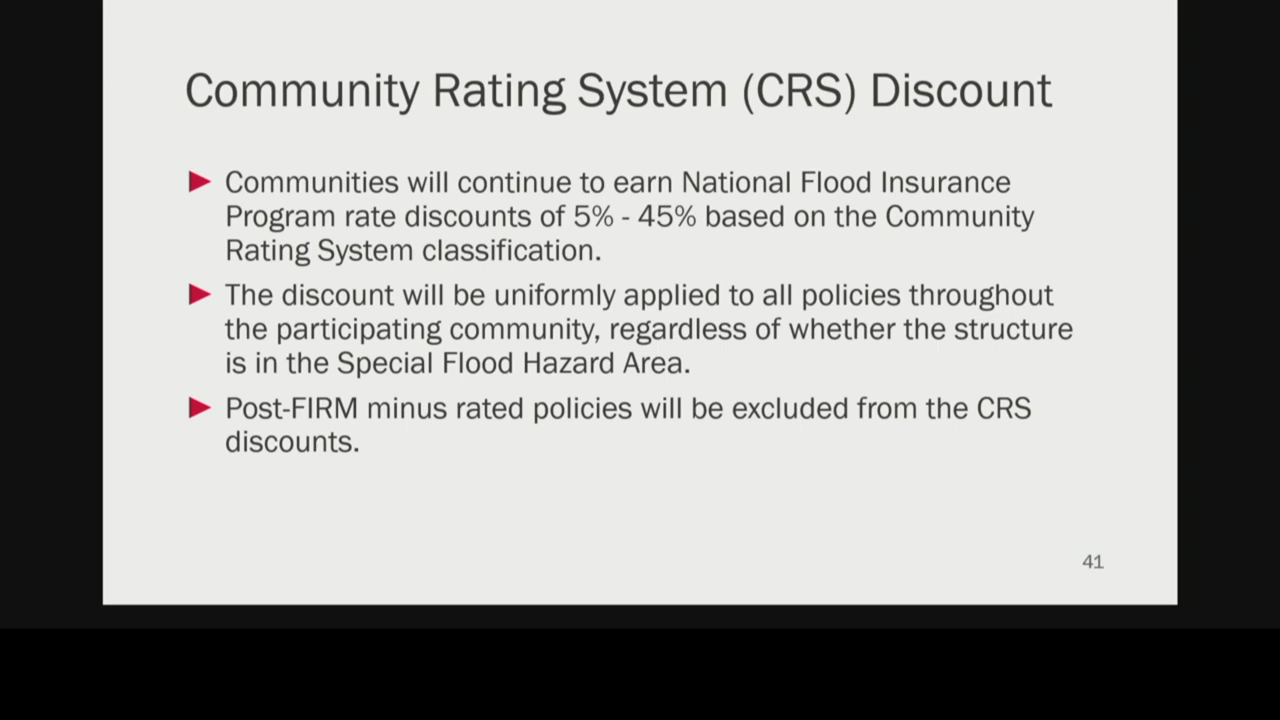 Community Rating System (CRS) Discount
Communities will continue to earn National Flood Insurance
Program rate discounts of 5% - 45% based on the Community
Rating System classification.
The discount will be uniformly applied to all policies throughout
the participating community, regardless of whether the structure
is in the Special Flood Hazard Area.
Post-FIRM minus rated policies will be excluded from the CRS
discounts.
41